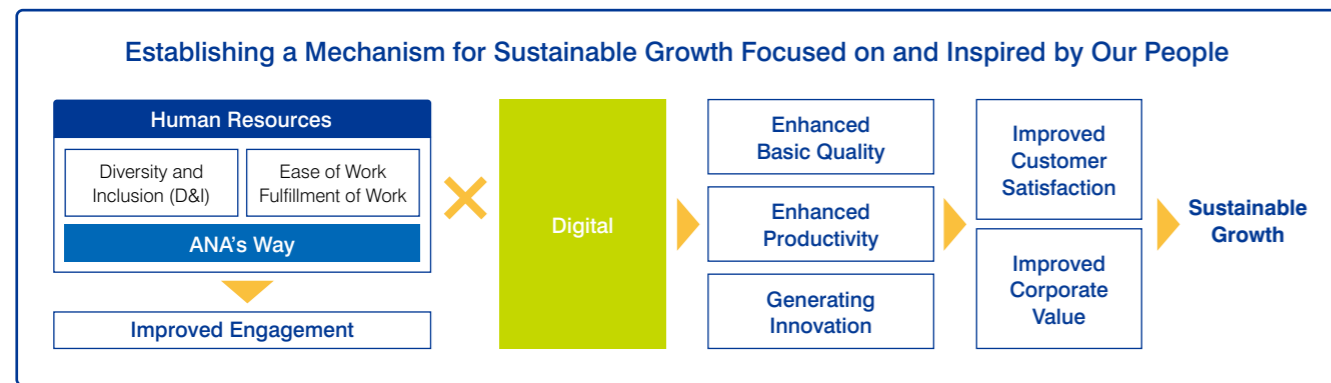 Establishing a Mechanism for Sustainable Growth Focused on and Inspired by Our People
Human Resources
Diversity and
Inclusion (D&I)
Ease of Work
Fulfillment of Work
ANA's Way
Improved Engagement
Digital
Enhanced
Basic Quality
Enhanced
Productivity
Generating
Innovation
Improved
Customer
Satisfaction
Improved
Corporate
Value
Sustainable
Growth